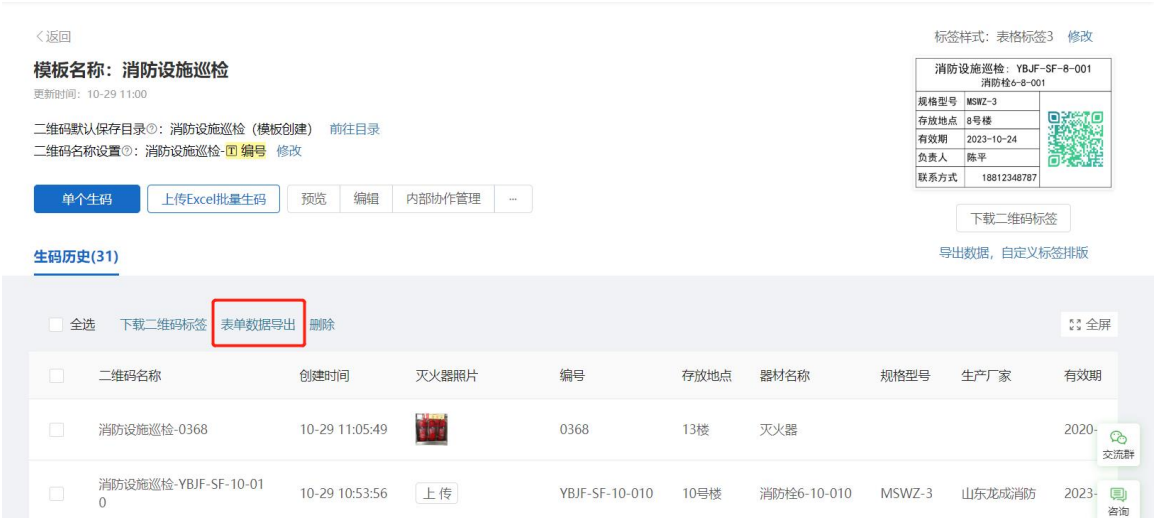 <返回
标签样式：表格标签3 修改
模板名称：消防设施巡检
更新时间：10-29 11:00
二维码默认保存目录?：消防设施巡检（模板创建） 前往目录
二维码名称设置?：消防设施巡检-T 编号 修改
消防设施巡检：YBJF-SF-8-001
消防栓6-8-001
规格型号 MSWZ-3
存放地点 8号楼
有效期 2023-10-24
负责人 陈平
联系方式 18812348787
单个生码 上传Excel批量生码 预览 编辑 内部协作管理 ...
下载二维码标签
生码历史(31)
导出数据，自定义标签排版
全选 下载二维码标签 表单数据导出 删除 全屏
二维码名称 创建时间 灭火器照片 编号 存放地点 器材名称 规格型号 生产厂家 有效期
消防设施巡检-0368 10-29 11:05:49 0368 13楼 灭火器 2020-
交流群
消防设施巡检-YBJF-SF-10-01
0 10-29 10:53:56 上传 YBJF-SF-10-010 10号楼 消防栓6-10-010 MSWZ-3 山东龙成消防 2023-
咨询